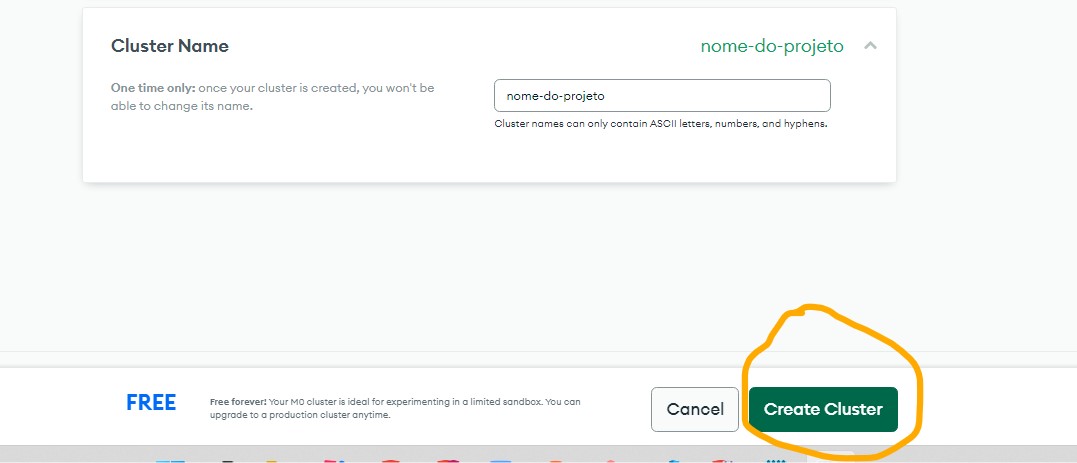 Cluster Name
nome-do-projeto
One time only: once your cluster is created, you won't be
able to change its name.
nome-do-projeto
Cluster names can only contain ASCII letters, numbers, and hyphens.
FREE
Free forever! Your M0 cluster is ideal for experimenting in a limited sandbox. You can
upgrade to a production cluster anytime.
Cancel
Create Cluster